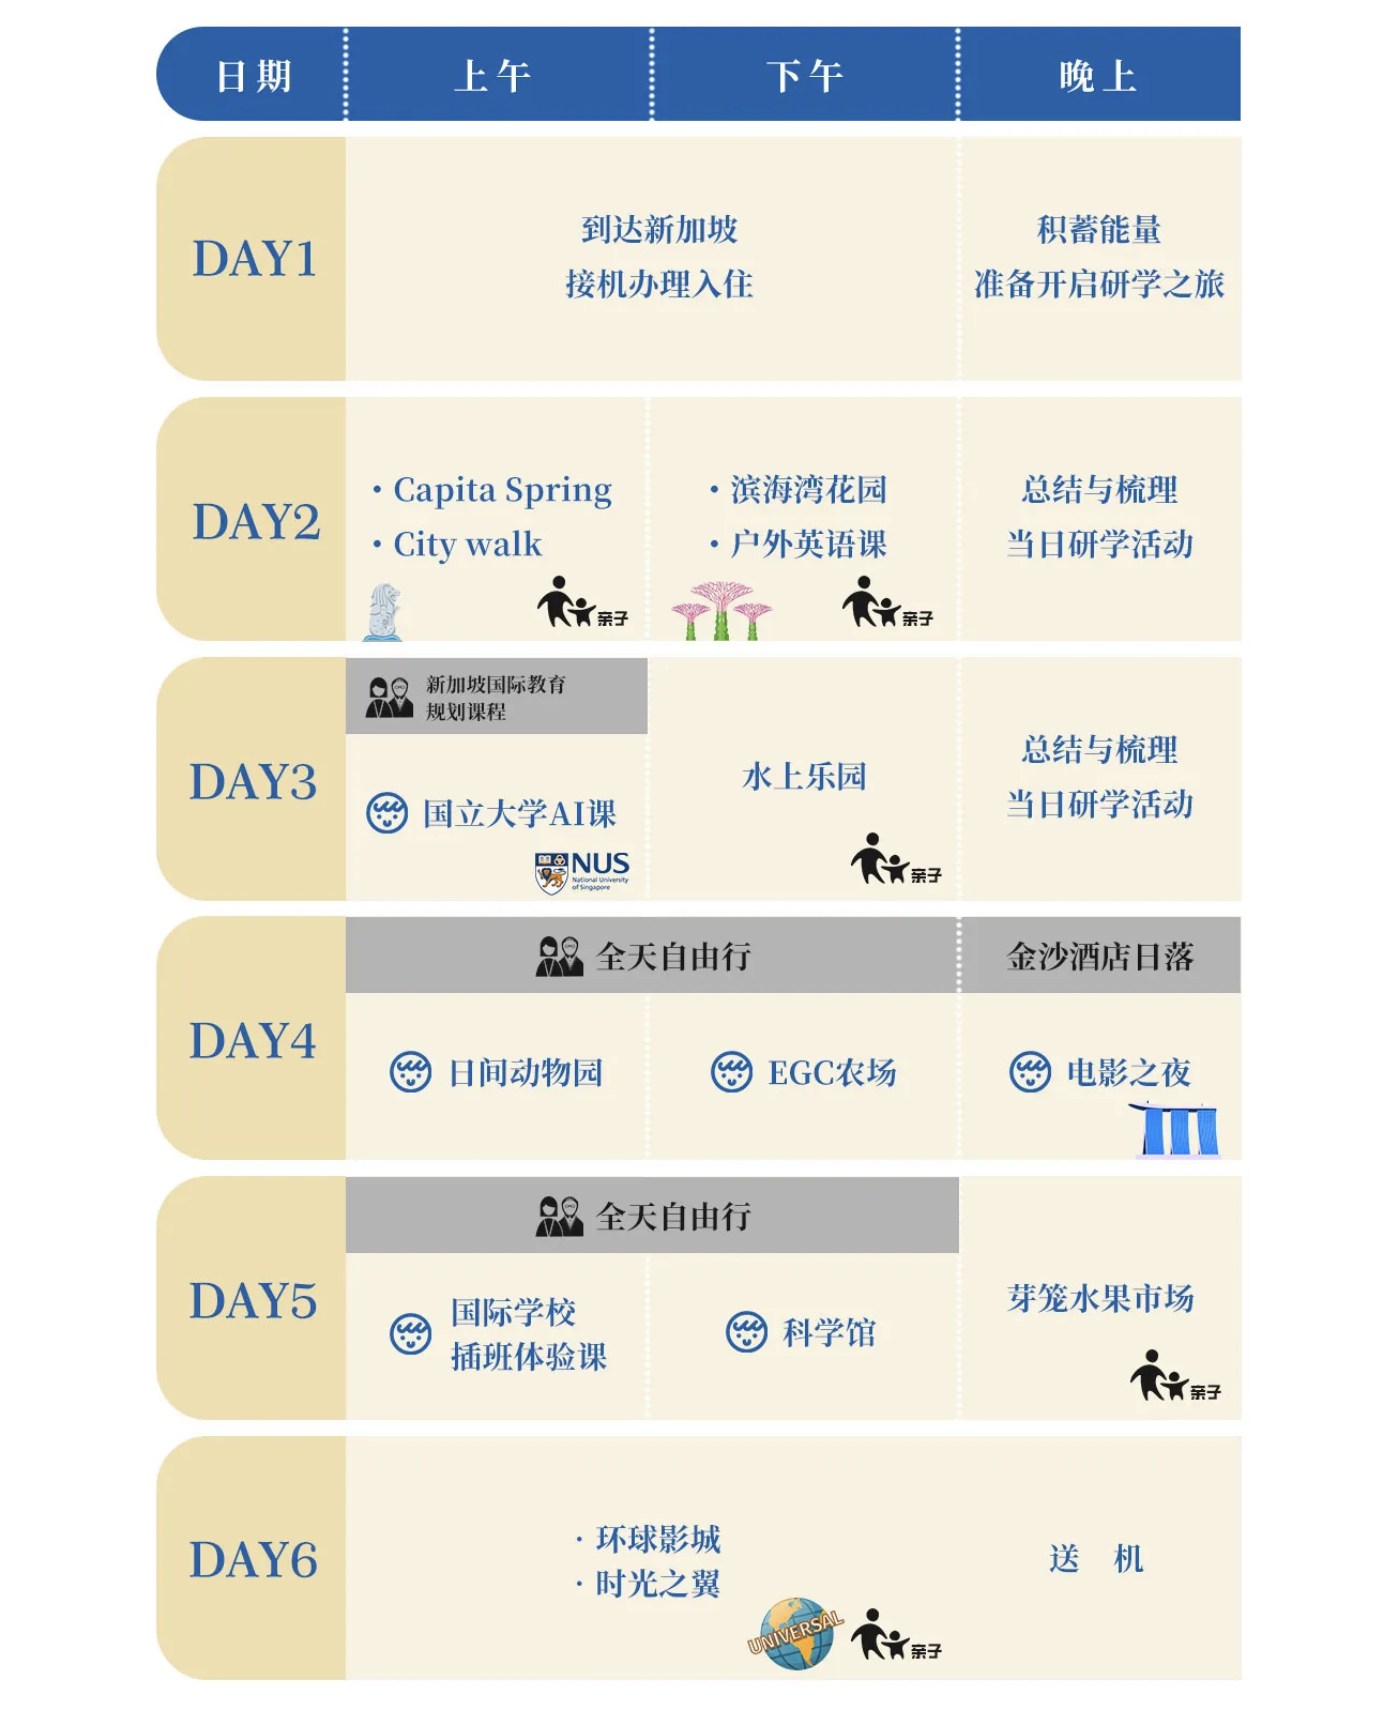 日期 上午 下午 晚上
DAY1
到达新加坡
接机办理入住
积蓄能量
准备开启研学之旅
DAY2
· Capita Spring
· City walk
亲子
· 滨海湾花园
· 户外英语课
亲子
总结与梳理
当日研学活动
DAY3
新加坡国际教育
规划课程
国立大学AI课
NUS
National University
of Singapore
水上乐园
亲子
总结与梳理
当日研学活动
DAY4
全天自由行
金沙酒店日落
日间动物园
EGC农场
电影之夜
DAY5
全天自由行
国际学校
插班体验课
科学馆
芽笼水果市场
亲子
DAY6
· 环球影城
· 时光之翼
UNIVERSAL
亲子
送 机